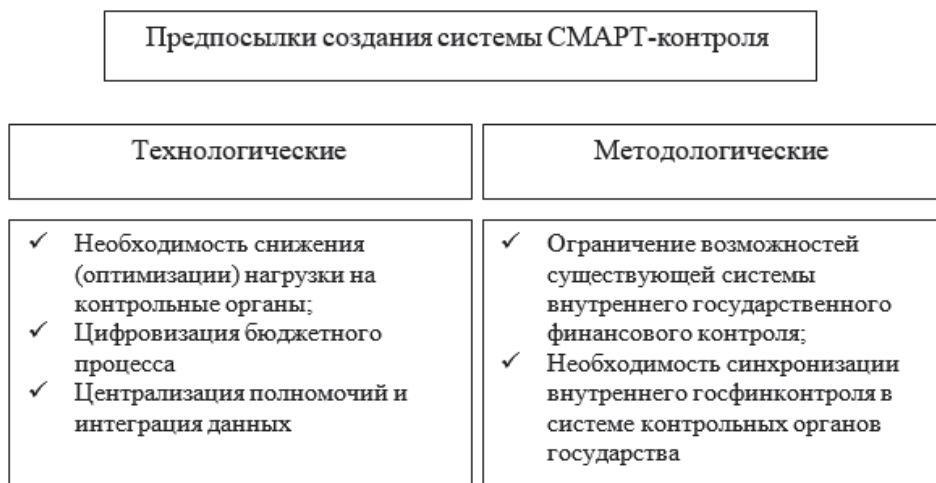 Предпосылки создания системы СМАРТ-контроля
Технологические
Методологические
✓ Необходимость снижения
(оптимизации) нагрузки на
контрольные органы;
✓ Цифровизация бюджетного
процесса
✓ Централизация полномочий и
интеграция данных
✓ Ограничение возможностей
существующей системы
внутреннего государственного
финансового контроля;
✓ Необходимость синхронизации
внутреннего госфинконтроля в
системе контрольных органов
государства